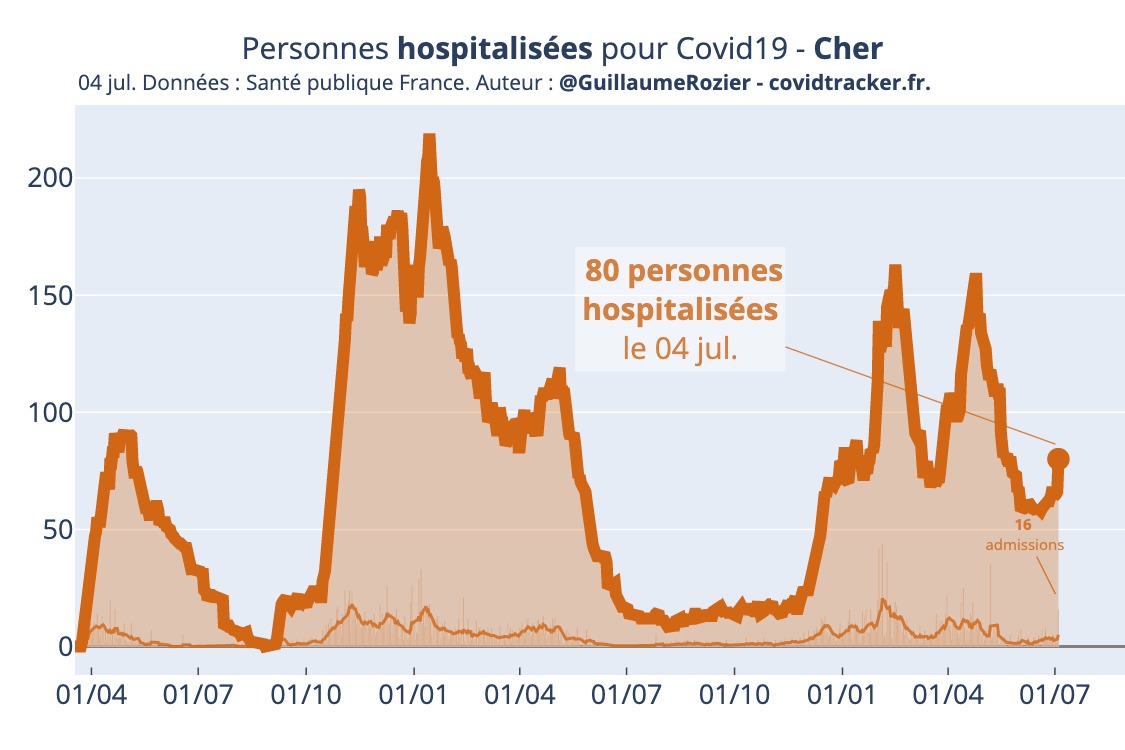 Personnes hospitalisées pour Covid19 - Cher
04 jul. Données : Santé publique France. Auteur : @GuillaumeRozier - covidtracker.fr.
200
150
100
50
0
80 personnes
hospitalisées
le 04 jul.
16
admissions
01/04 01/07 01/10 01/01 01/04 01/07 01/10 01/01 01/04 01/07